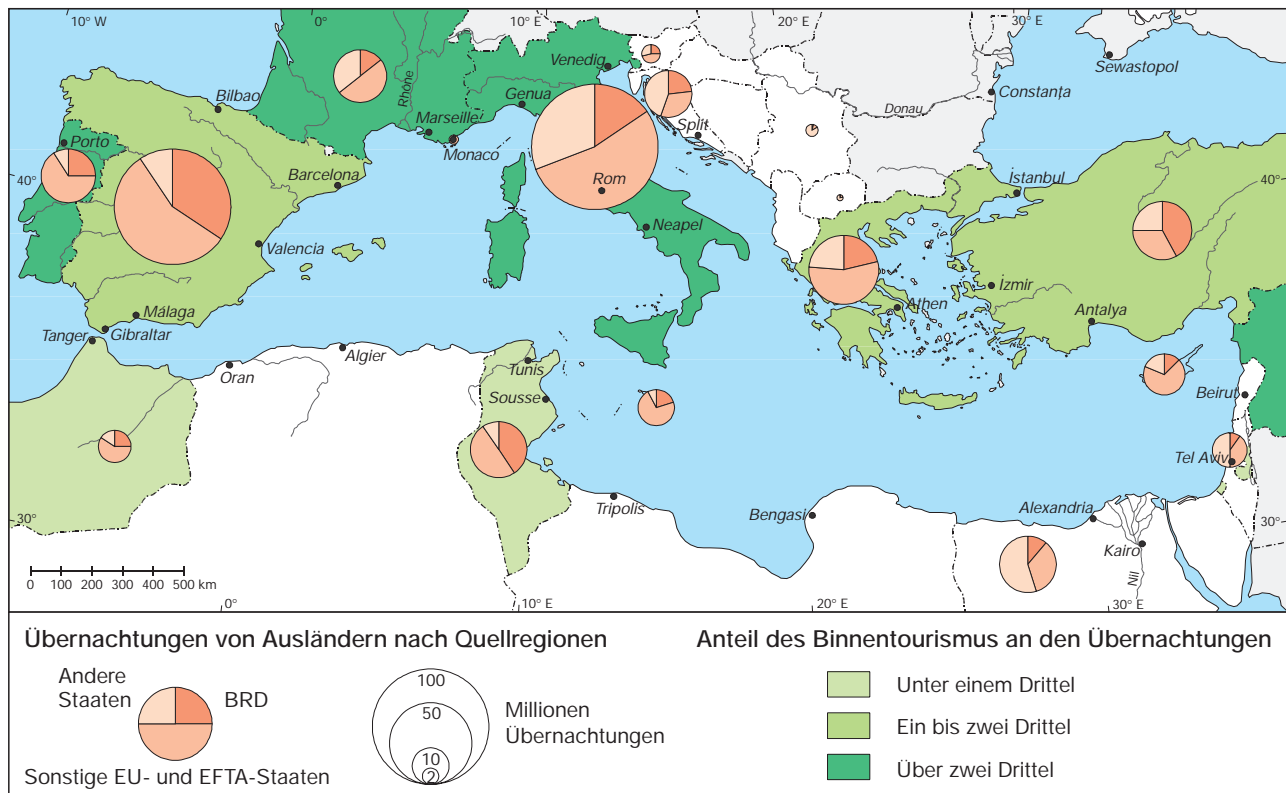 10° W
0°
10° E
20° E
30° E
Venedig
Sewastopol
Rhône
Genua
Constanța
Donau
Bilbao
Marseille
Split
Porto
Monaco
40°
Barcelona
Rom
İstanbul
40°
Neapel
Valencia
İzmir
Athen
Málaga
Antalya
Gibraltar
Tanger
Algier
Tunis
Oran
Sousse
Beirut
Tel Aviv
Tripolis
Bengasi
Alexandria
30°
30°
Kairo
Nil
0 100 200 300 400 500 km
0°
10° E
20° E
30° E
Übernachtungen von Ausländern nach Quellregionen
Andere
Staaten
BRD
Sonstige EU- und EFTA-Staaten
100
50
10
2
Millionen
Übernachtungen
Anteil des Binnentourismus an den Übernachtungen
Unter einem Drittel
Ein bis zwei Drittel
Über zwei Drittel